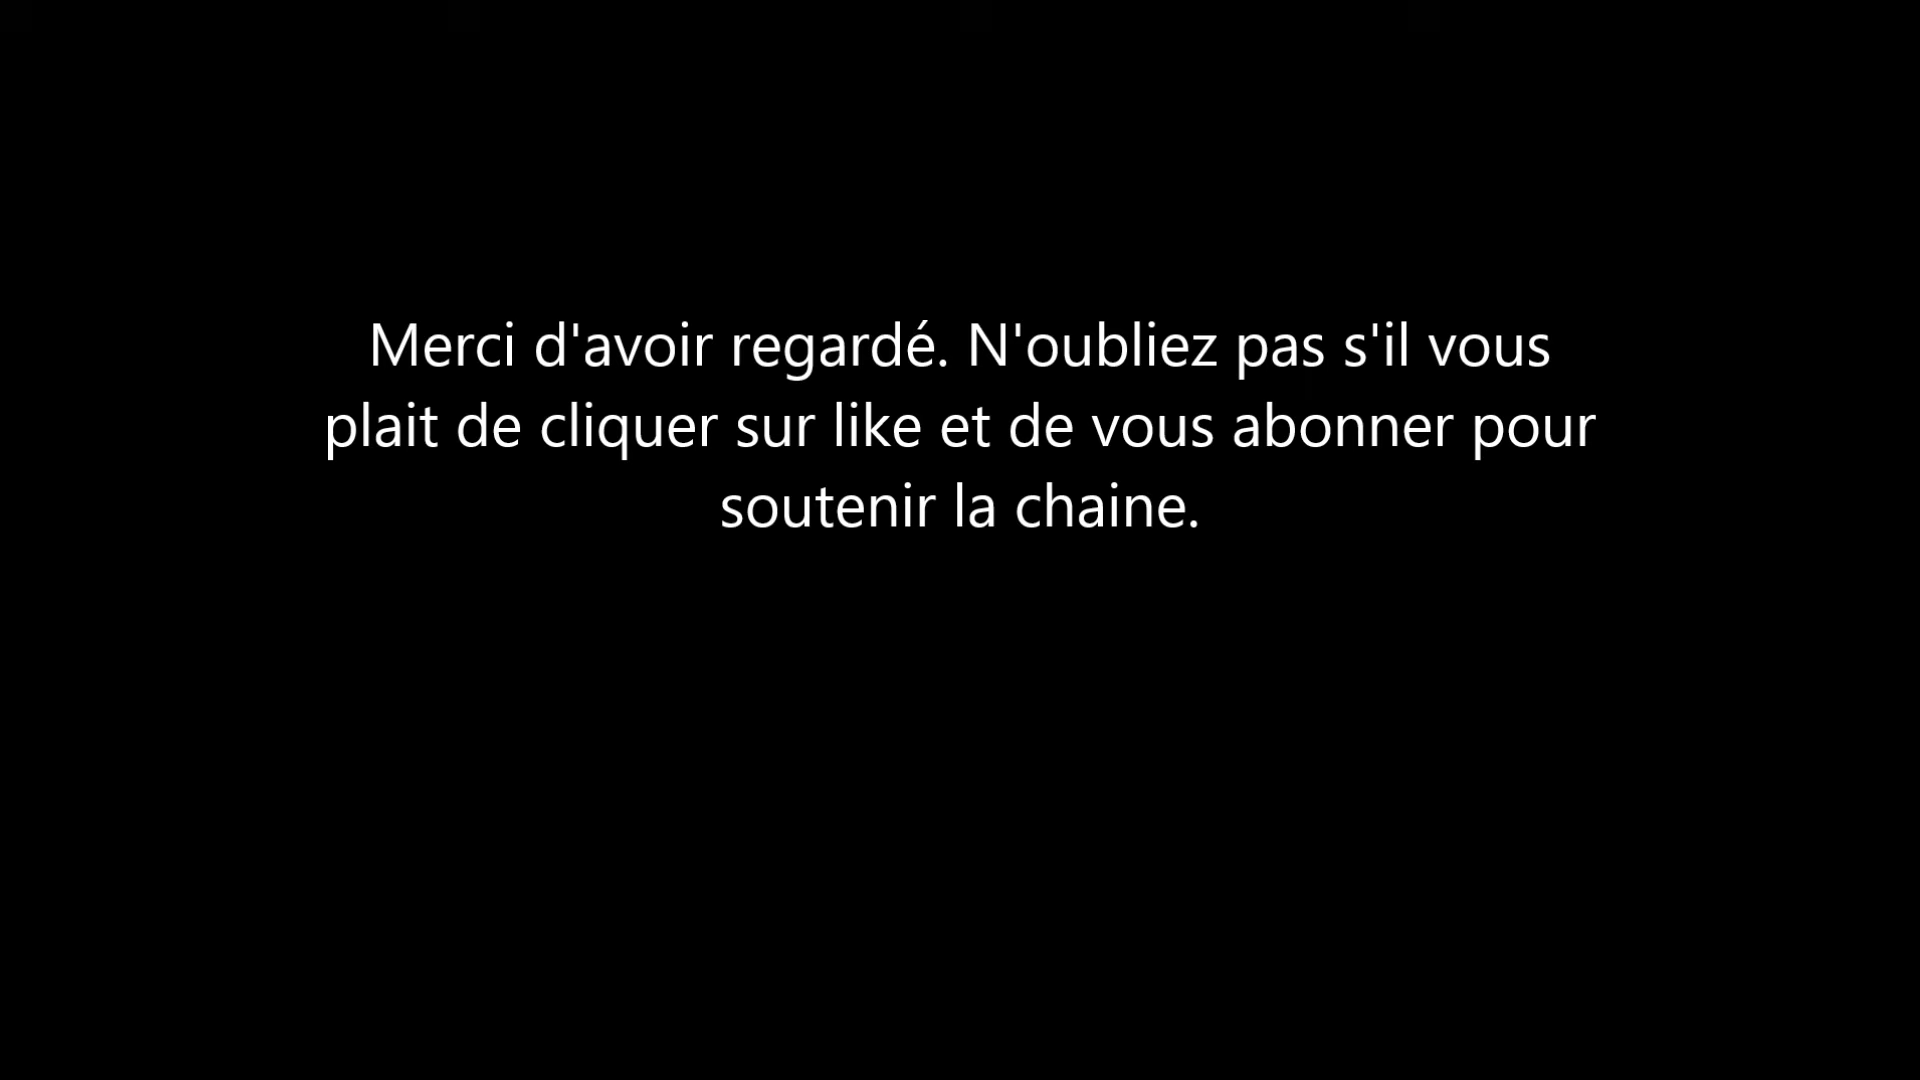 Merci d'avoir regardé. N'oubliez pas s'il vous
plait de cliquer sur like et de vous abonner pour
soutenir la chaine.